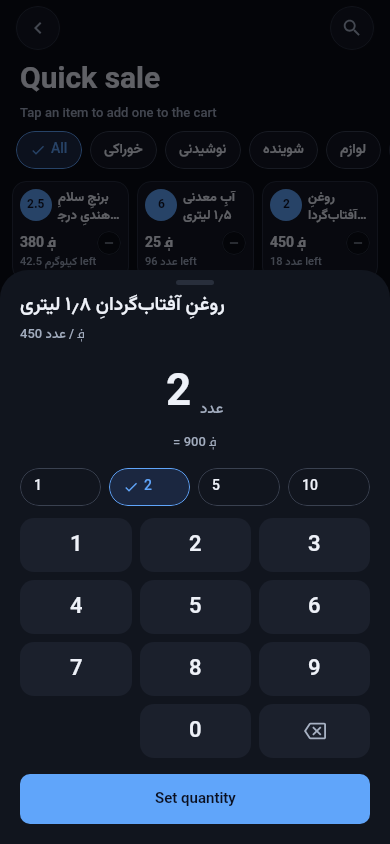 Quick sale
Tap an item to add one to the cart
All
خوراکی
نوشیدنی
شوینده
لوازم
2.5
برنجِ سلامِ
هندیِ درجـ…
380 ؋
42.5 کیلوگرم left
6
آبِ معدنی
۱٫۵ لیتری
25 ؋
96 عدد left
2
روغنِ
آفتاب‌گردا…
450 ؋
18 عدد left
روغنِ آفتاب‌گردانِ ۱٫۸ لیتری
450 ؋ / عدد
2 عدد
= 900 ؋
1
2
5
10
1
2
3
4
5
6
7
8
9
0
Set quantity